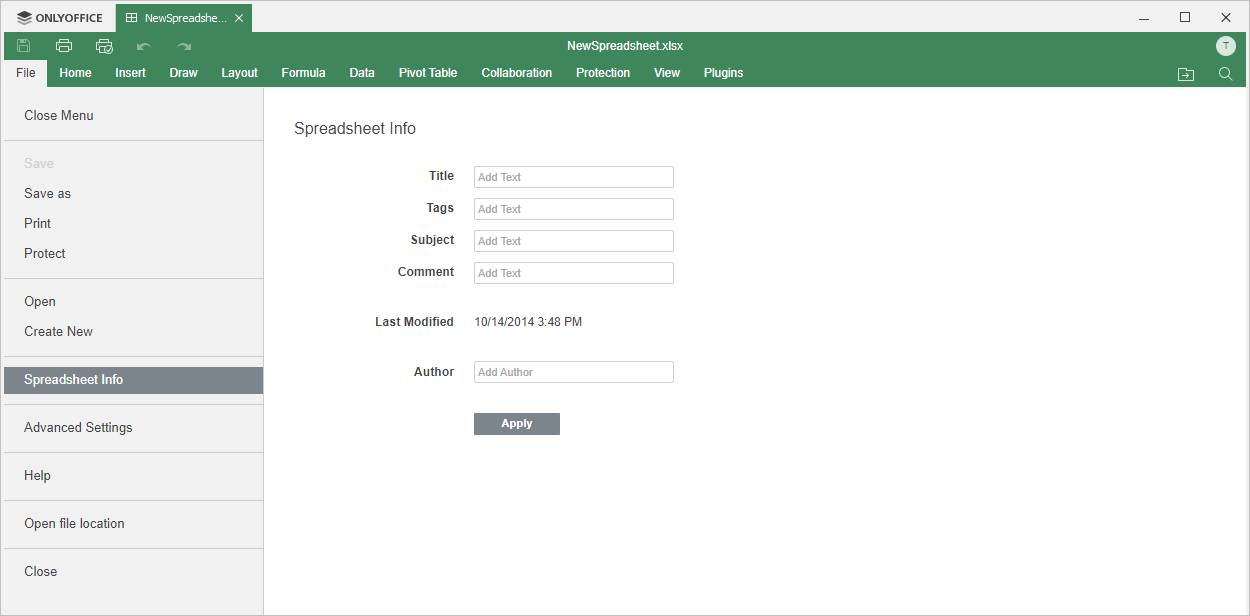 ONLYOFFICE
NewSpreadshe...
NewSpreadsheet.xlsx
T
File Home Insert Draw Layout Formula Data Pivot Table Collaboration Protection View Plugins
Close Menu
Save
Save as
Print
Protect
Open
Create New
Spreadsheet Info
Advanced Settings
Help
Open file location
Close
Spreadsheet Info
Title Add Text
Tags Add Text
Subject Add Text
Comment Add Text
Last Modified 10/14/2014 3:48 PM
Author Add Author
Apply